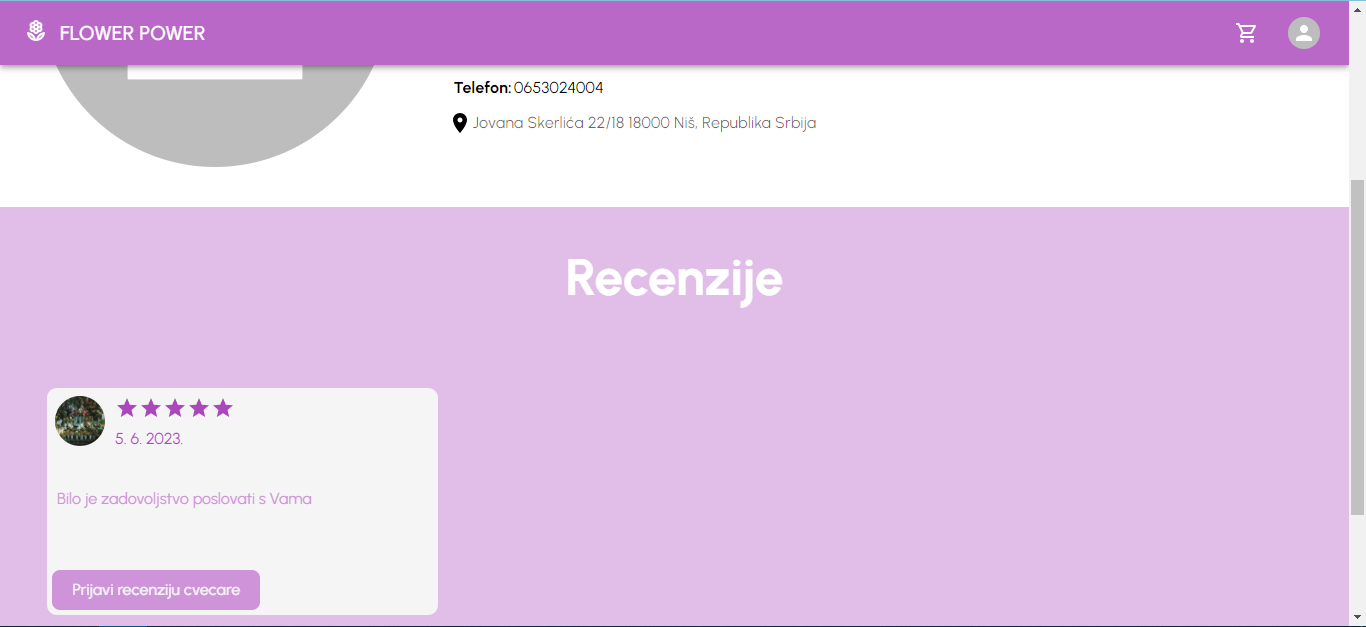 FLOWER POWER
Telefon: 0653024004
Jovana Skerlića 22/18 18000 Niš, Republika Srbija
Recenzije
5. 6. 2023.
Bilo je zadovoljstvo poslovati s Vama
Prijavi recenziju cvecare